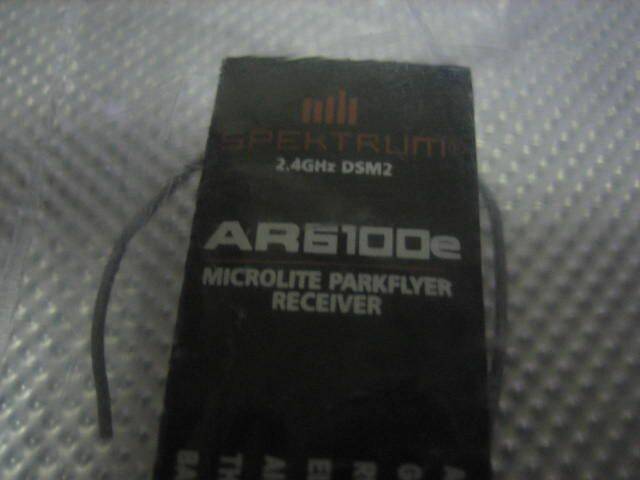 SPEKTRUM
2.4GHz DSM2
AR6100e
MICROLITE PARKFLYER
RECEIVER